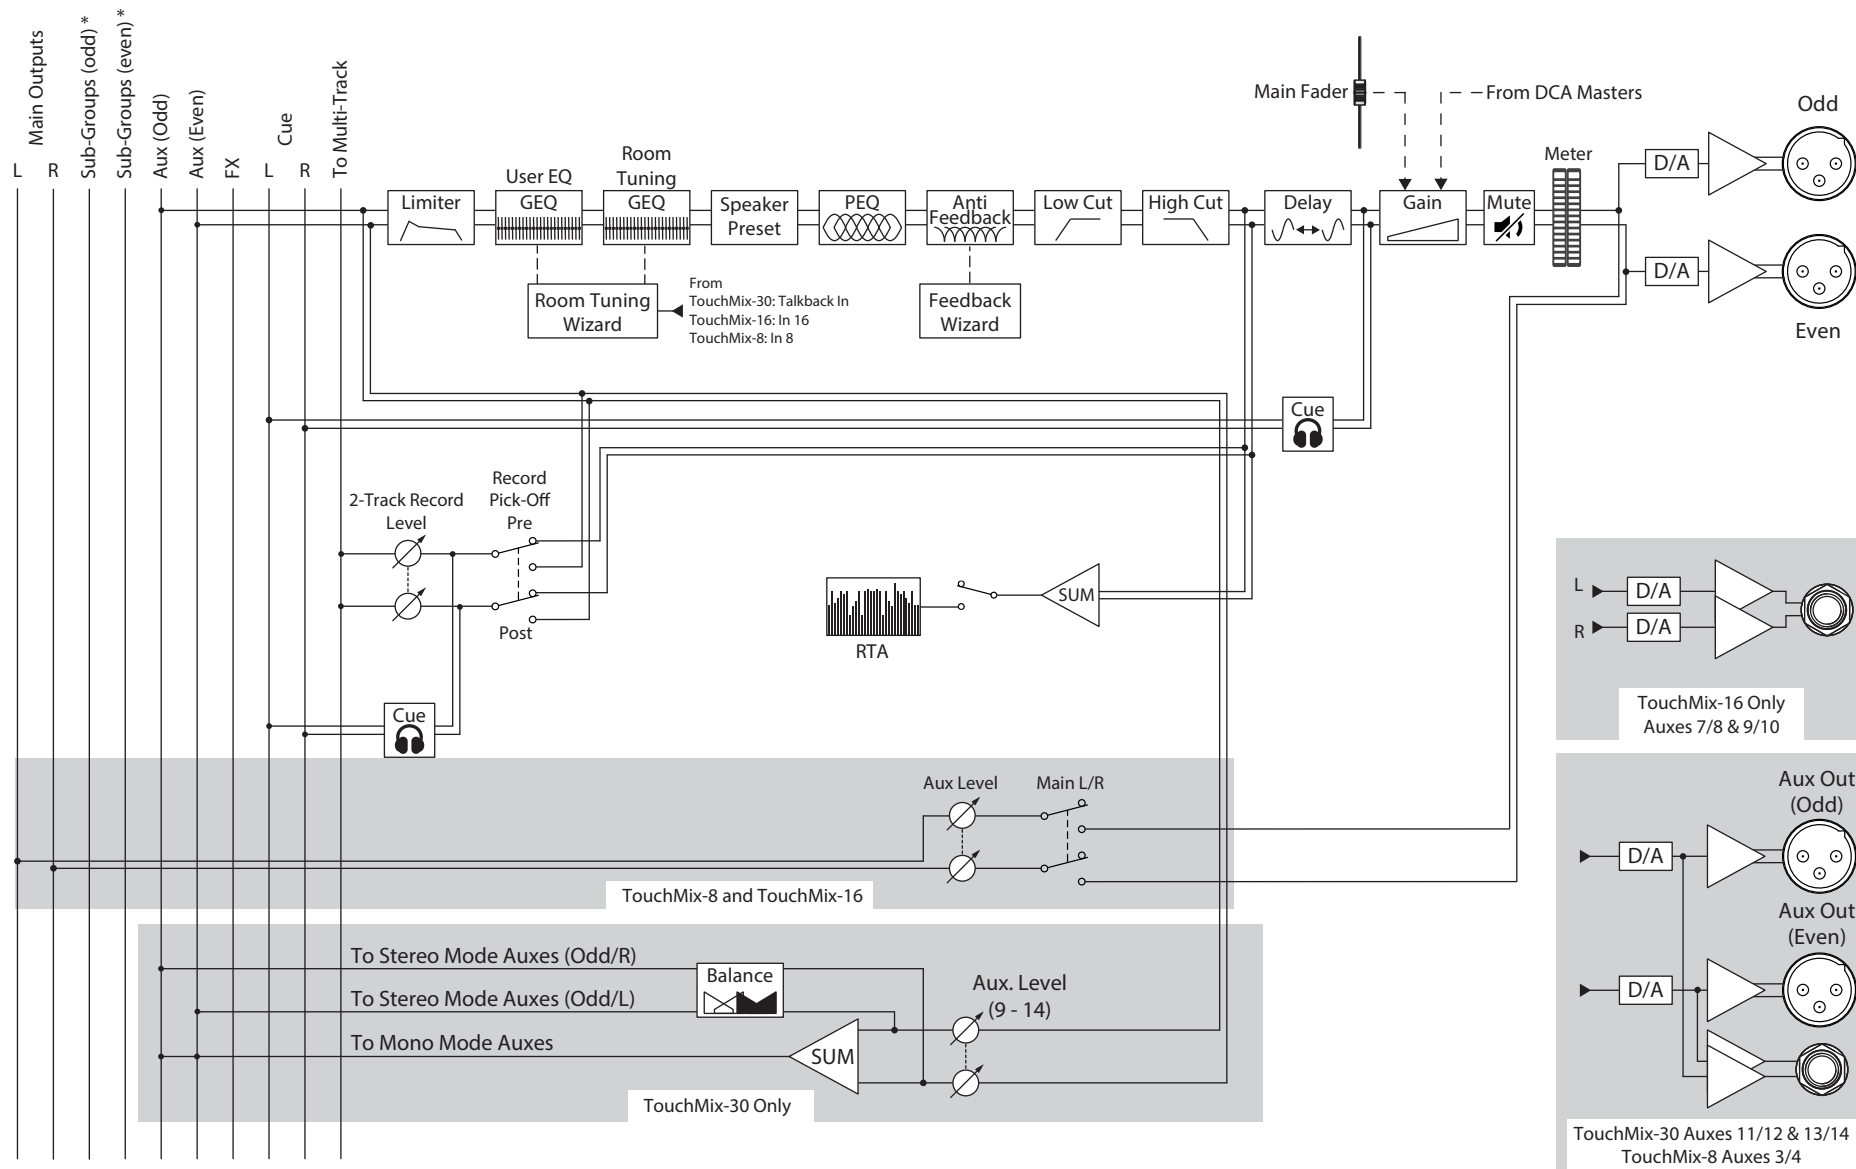 Main Outputs
L
R
Sub-Groups (odd) *
Sub-Groups (even) *
Aux (Odd)
Aux (Even)
FX
Cue
L
R
To Multi-Track
Limiter
User EQ
GEQ
Room
Tuning
GEQ
Speaker
Preset
PEQ
Anti
Feedback
Low Cut
High Cut
Delay
Gain
Mute
Meter
Main Fader
From DCA Masters
D/A
Odd
D/A
Even
Room Tuning
Wizard
From
TouchMix-30: Talkback In
TouchMix-16: In 16
TouchMix-8: In 8
Feedback
Wizard
Cue
2-Track Record
Level
Record
Pick-Off
Pre
Post
RTA
SUM
Cue
L
D/A
R
D/A
TouchMix-16 Only
Auxes 7/8 & 9/10
Aux Level
Main L/R
TouchMix-8 and TouchMix-16
To Stereo Mode Auxes (Odd/R)
To Stereo Mode Auxes (Odd/L)
To Mono Mode Auxes
Balance
SUM
Aux. Level
(9 - 14)
TouchMix-30 Only
Aux Out
(Odd)
D/A
Aux Out
(Even)
D/A
TouchMix-30 Auxes 11/12 & 13/14
TouchMix-8 Auxes 3/4